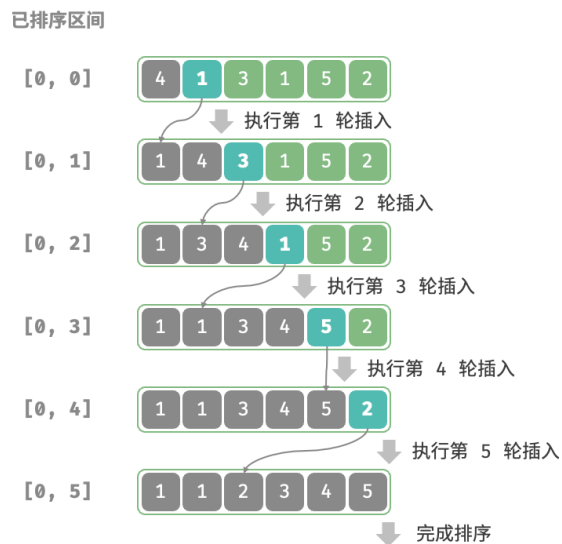 已排序区间
[0, 0] 4 1 3 1 5 2
执行第 1 轮插入
[0, 1] 1 4 3 1 5 2
执行第 2 轮插入
[0, 2] 1 3 4 1 5 2
执行第 3 轮插入
[0, 3] 1 1 3 4 5 2
执行第 4 轮插入
[0, 4] 1 1 3 4 5 2
执行第 5 轮插入
[0, 5] 1 1 2 3 4 5
完成排序